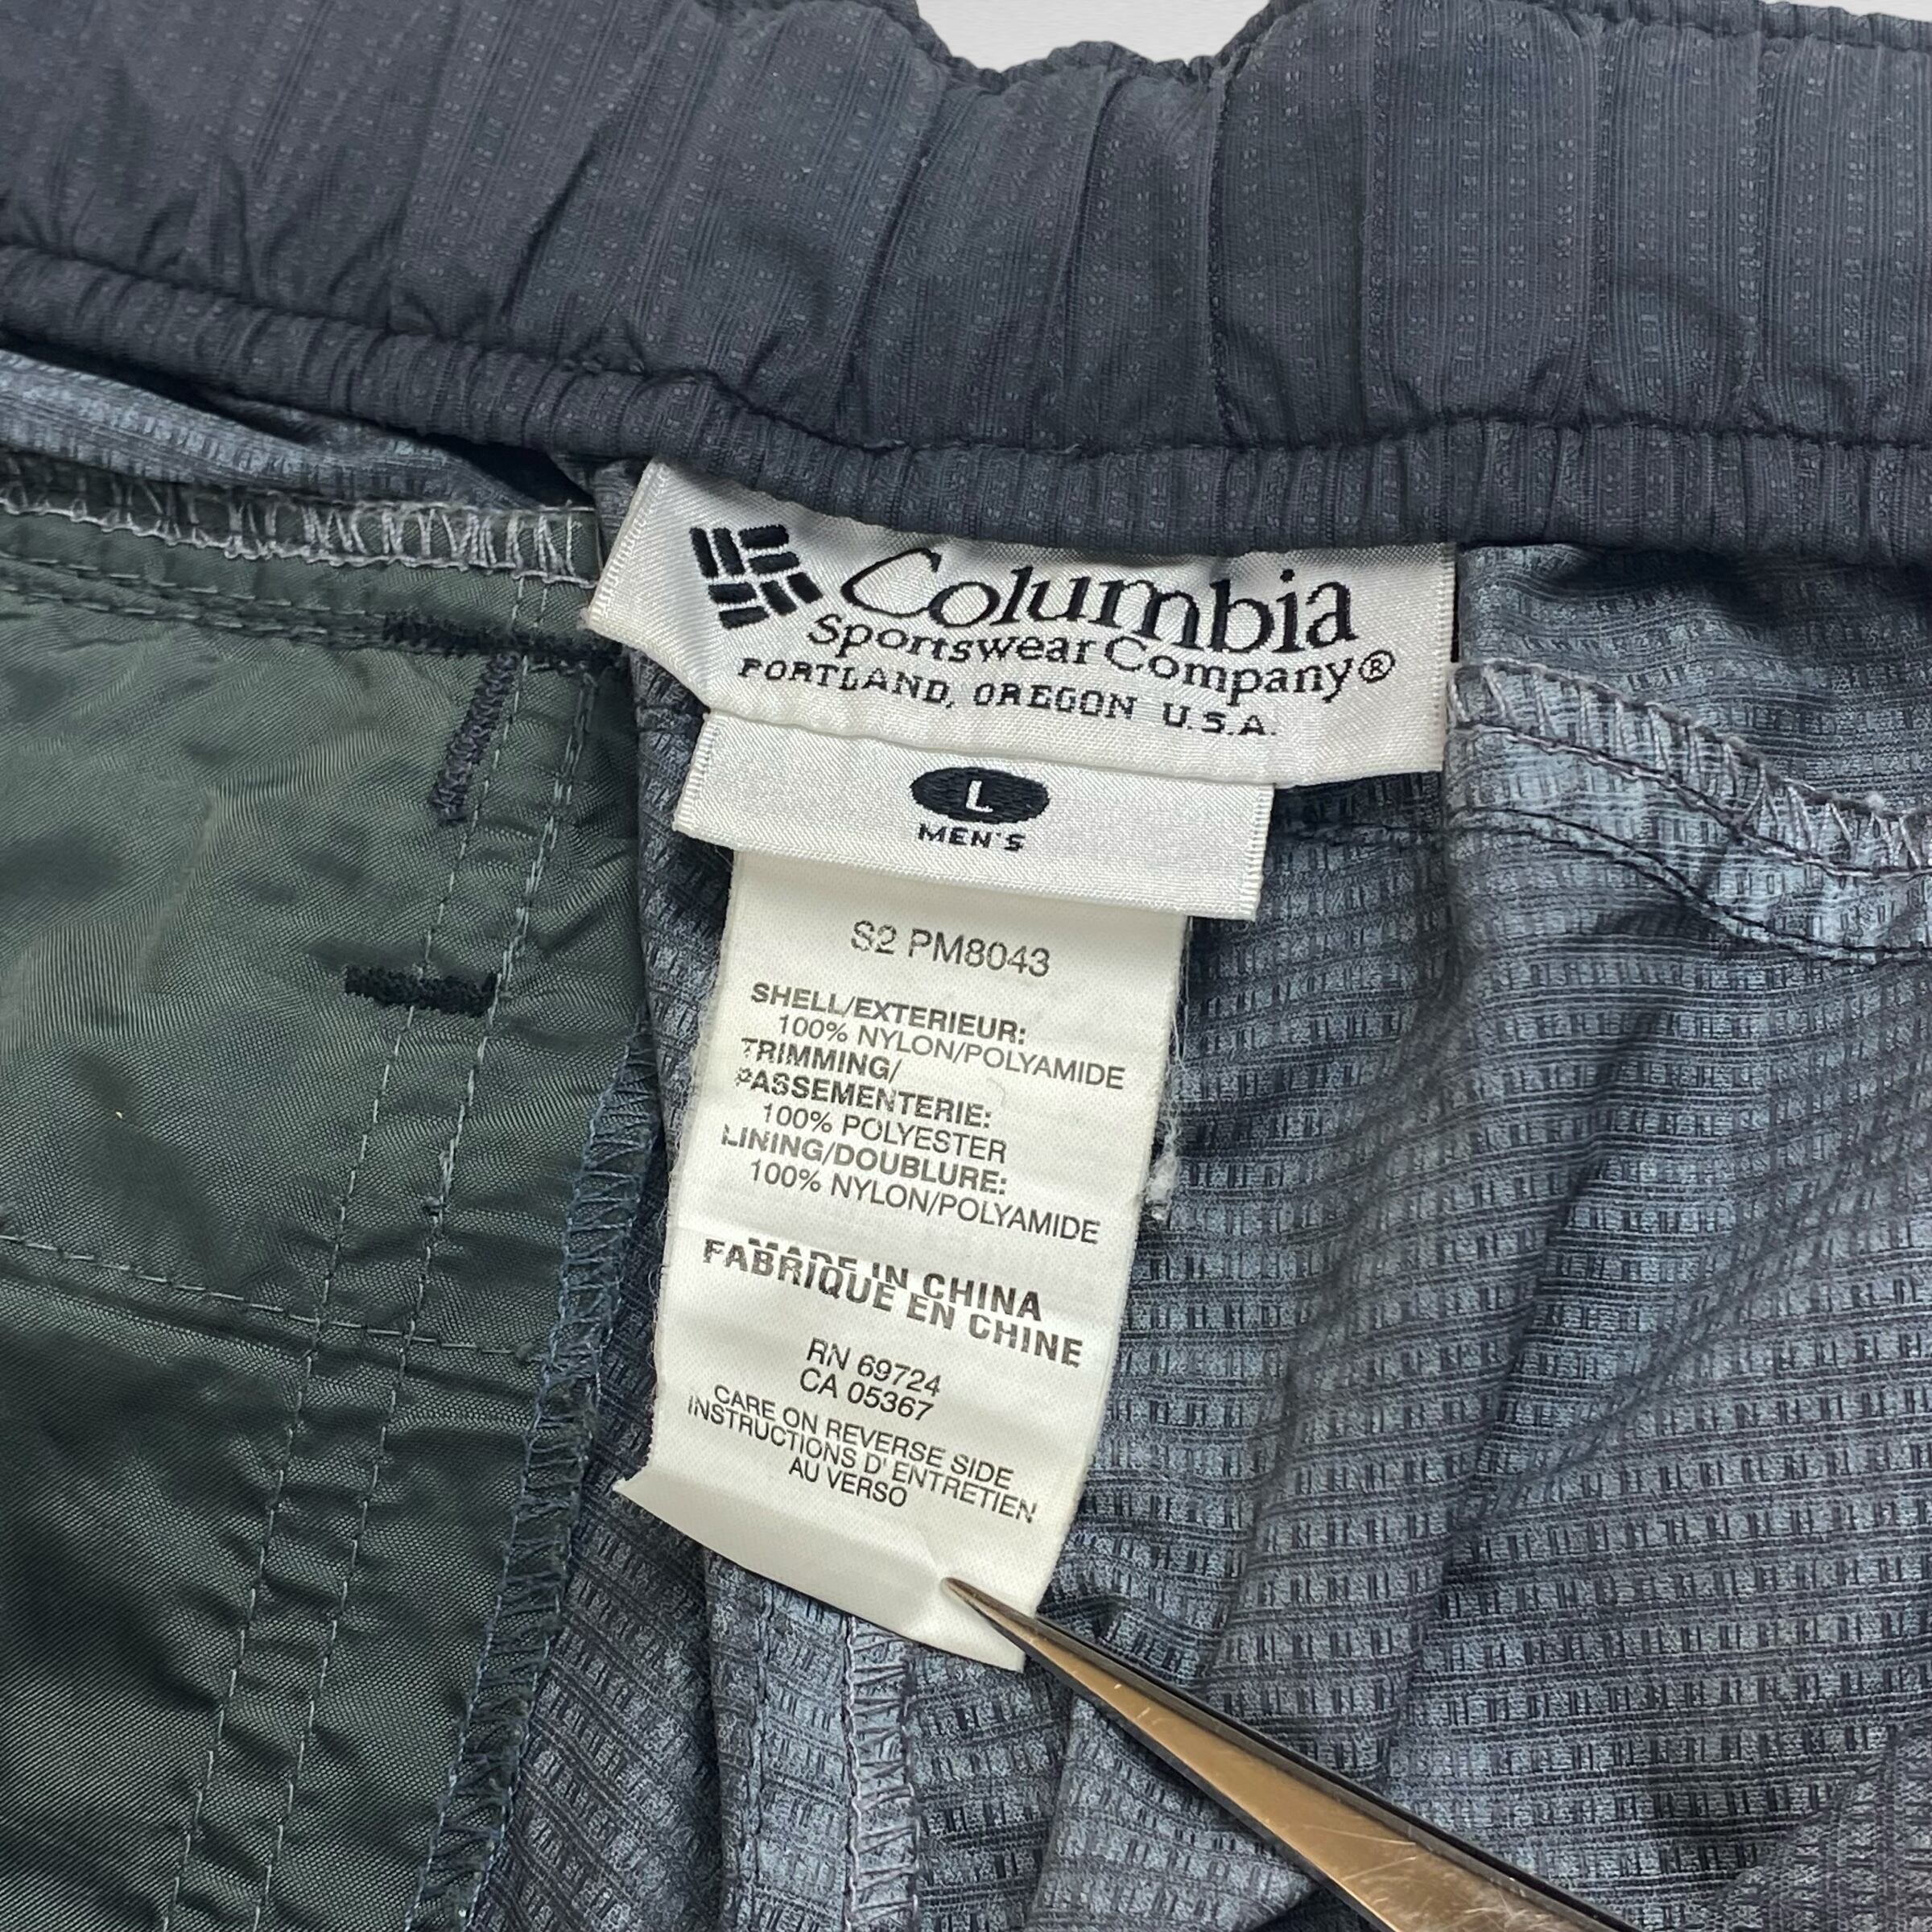 Columbia
Sportswear Company®
PORTLAND, OREGON U.S.A.
L
MEN'S
S2 PM8043
SHELL/EXTERIEUR:
100% NYLON/POLYAMIDE
TRIMMING/
PASSEMENTERIE:
100% POLYESTER
LINING/DOUBLURE:
100% NYLON/POLYAMIDE
MADE IN CHINA
FABRIQUE EN CHINE
RN 69724
CA 05367
CARE ON REVERSE SIDE
INSTRUCTIONS D'ENTRETIEN
AU VERSO